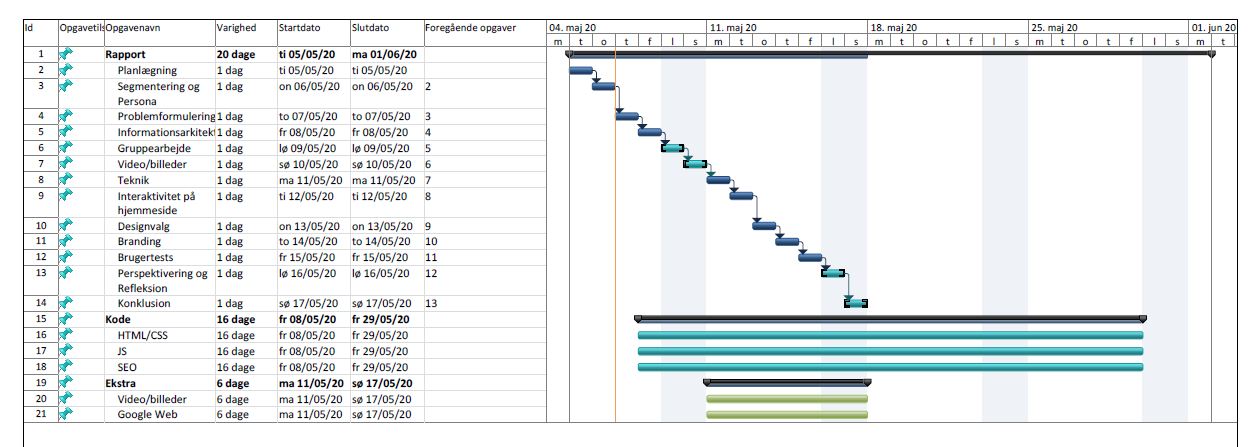 Id Opgavetils Opgavenavn Varighed Startdato Slutdato Foregående opgaver 04. maj 20 11. maj 20 18. maj 20 25. maj 20 01. jun 20
m t o t f l s m t o t f l s m t o t f l s m t o t f l s m t
1 Rapport 20 dage ti 05/05/20 ma 01/06/20
2 Planlægning 1 dag ti 05/05/20 ti 05/05/20
3 Segmentering og 1 dag on 06/05/20 on 06/05/20 2
Persona
4 Problemformulering 1 dag to 07/05/20 to 07/05/20 3
5 Informationsarkitekt 1 dag fr 08/05/20 fr 08/05/20 4
6 Gruppearbejde 1 dag lø 09/05/20 lø 09/05/20 5
7 Video/billeder 1 dag sø 10/05/20 sø 10/05/20 6
8 Teknik 1 dag ma 11/05/20 ma 11/05/20 7
9 Interaktivitet på 1 dag ti 12/05/20 ti 12/05/20 8
hjemmeside
10 Designvalg 1 dag on 13/05/20 on 13/05/20 9
11 Branding 1 dag to 14/05/20 to 14/05/20 10
12 Brugertests 1 dag fr 15/05/20 fr 15/05/20 11
13 Perspektivering og 1 dag lø 16/05/20 lø 16/05/20 12
Refleksion
14 Konklusion 1 dag sø 17/05/20 sø 17/05/20 13
15 Kode 16 dage fr 08/05/20 fr 29/05/20
16 HTML/CSS 16 dage fr 08/05/20 fr 29/05/20
17 JS 16 dage fr 08/05/20 fr 29/05/20
18 SEO 16 dage fr 08/05/20 fr 29/05/20
19 Ekstra 6 dage ma 11/05/20 sø 17/05/20
20 Video/billeder 6 dage ma 11/05/20 sø 17/05/20
21 Google Web 6 dage ma 11/05/20 sø 17/05/20